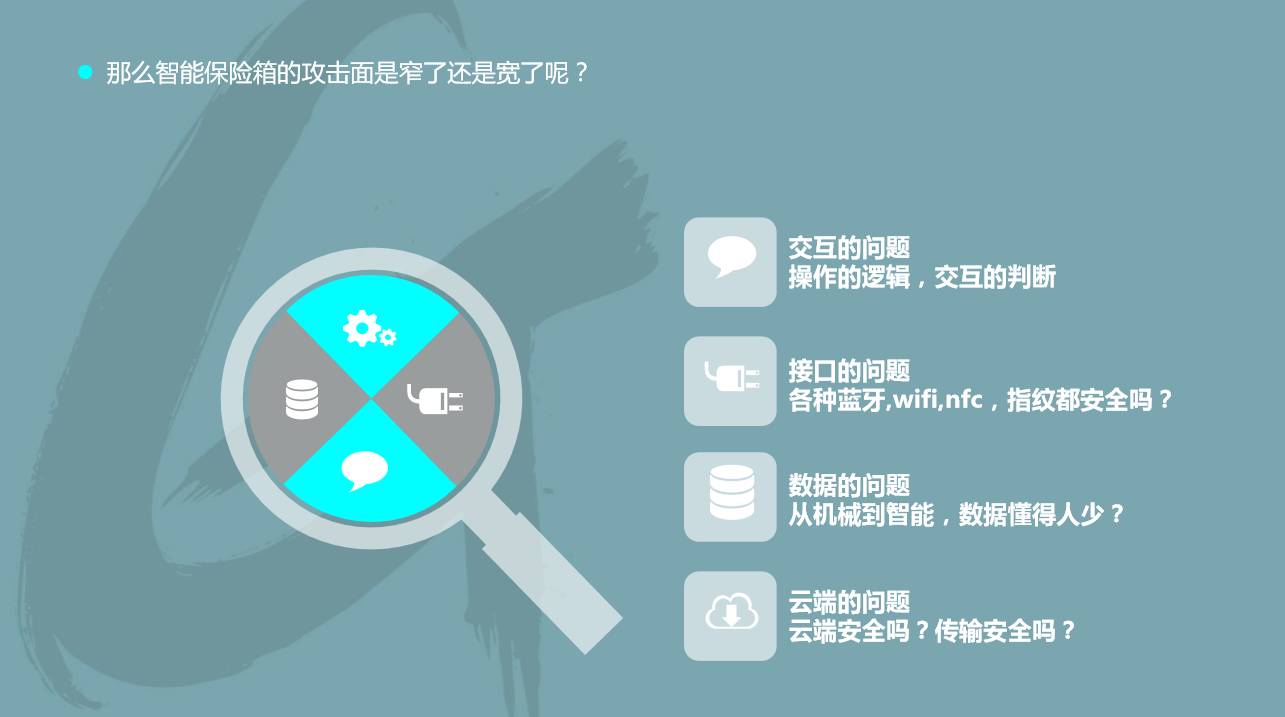 那么智能保险箱的攻击面是窄了还是宽了呢？
交互的问题
操作的逻辑，交互的判断
接口的问题
各种蓝牙,wifi,nfc，指纹都安全吗？
数据的问题
从机械到智能，数据懂得人少？
云端的问题
云端安全吗？传输安全吗？